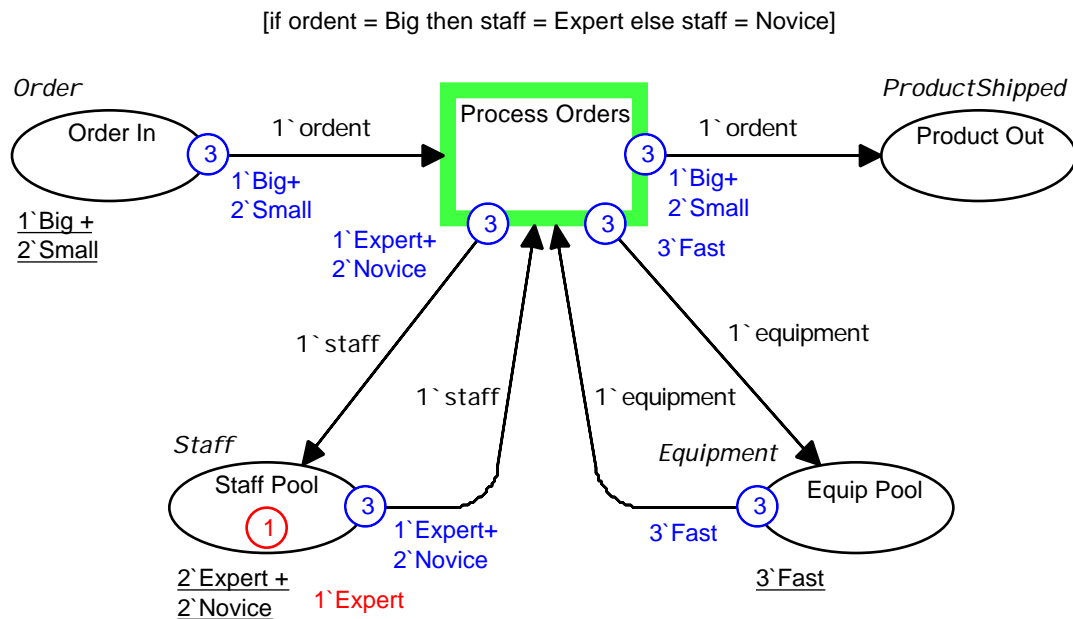 [if ordent = Big then staff = Expert else staff = Novice]
Order
ProductShipped
Order In
3
1`ordent
Process Orders
3
1`ordent
Product Out
1`Big+
2`Small
1`Big+
2`Small
1`Big +
2`Small
3
3
1`Expert+
2`Novice
3`Fast
1`staff
1`equipment
1`staff
1`equipment
Staff
Equipment
Staff Pool
1
3
3
Equip Pool
1`Expert+
2`Novice
3`Fast
2`Expert +
2`Novice
1`Expert
3`Fast